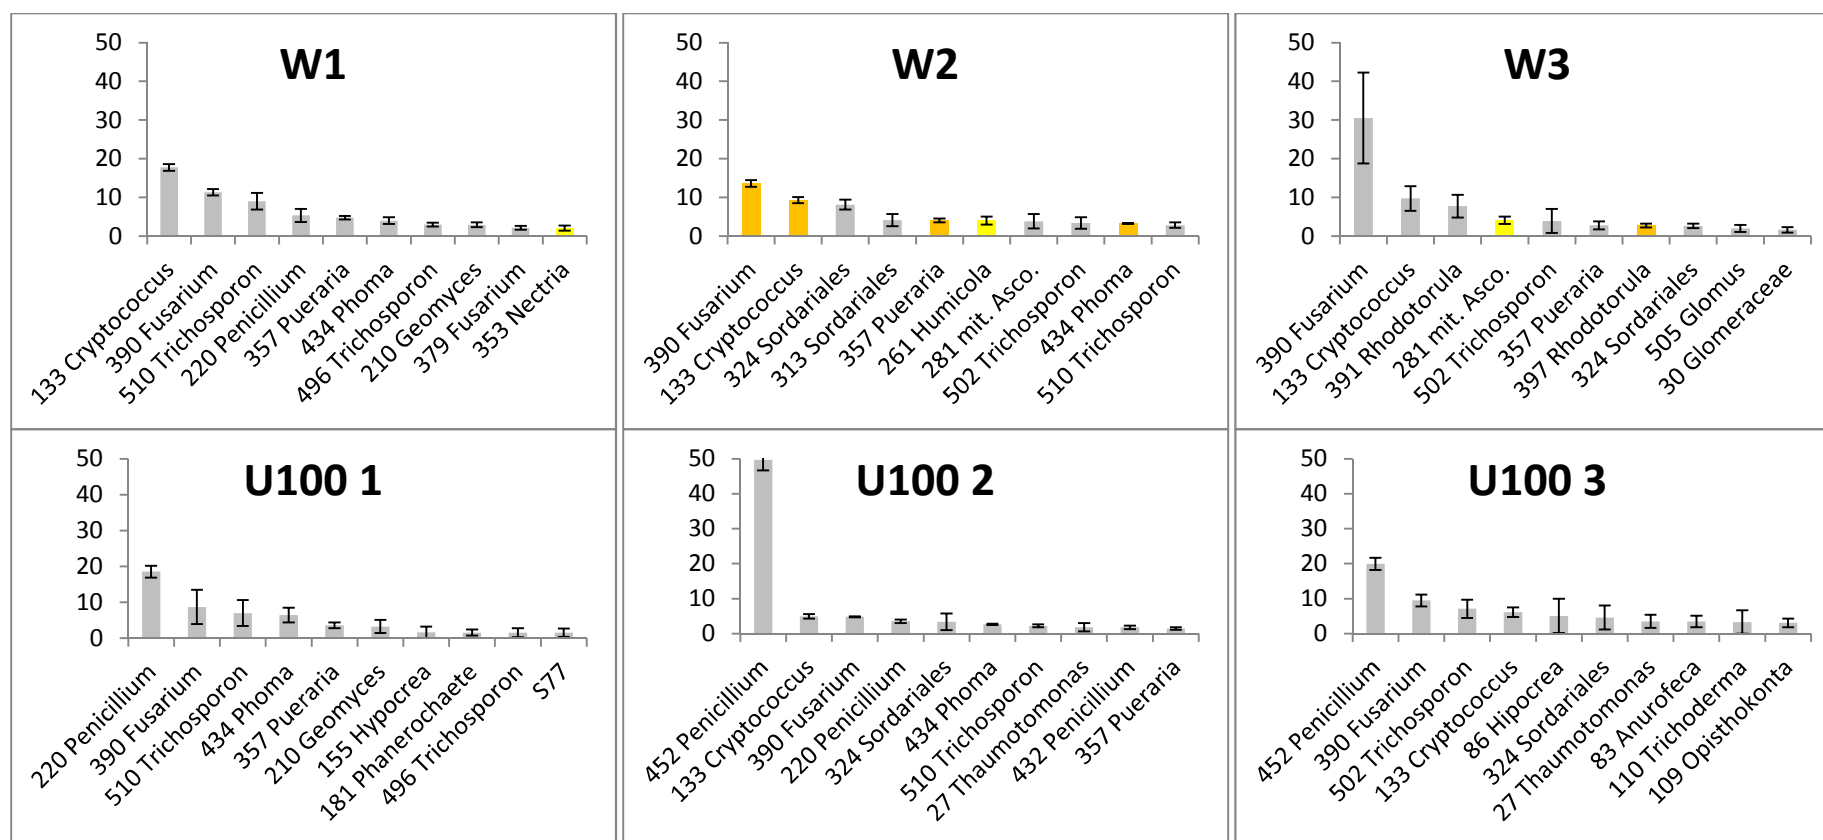 W1
50
40
30
20
10
0
133 Cryptococcus
390 Fusarium
510 Trichosporon
220 Penicillium
357 Pueraria
434 Phoma
496 Trichosporon
210 Geomyces
379 Fusarium
353 Nectria
W2
50
40
30
20
10
0
390 Fusarium
133 Cryptococcus
324 Sordariales
313 Sordariales
357 Pueraria
261 Humicola
281 mit. Asco.
502 Trichosporon
434 Phoma
510 Trichosporon
W3
50
40
30
20
10
0
390 Fusarium
133 Cryptococcus
391 Rhodotorula
281 mit. Asco.
502 Trichosporon
357 Pueraria
397 Rhodotorula
324 Sordariales
505 Glomus
30 Glomeraceae
U100 1
50
40
30
20
10
0
220 Penicillium
390 Fusarium
510 Trichosporon
434 Phoma
357 Pueraria
210 Geomyces
155 Hypocrea
181 Phanerochaete
496 Trichosporon
S77
U100 2
50
40
30
20
10
0
452 Penicillium
133 Cryptococcus
390 Fusarium
220 Penicillium
324 Sordariales
434 Phoma
510 Trichosporon
27 Thaumotomonas
432 Penicillium
357 Pueraria
U100 3
50
40
30
20
10
0
452 Penicillium
390 Fusarium
502 Trichosporon
133 Cryptococcus
86 Hipocrea
324 Sordariales
27 Thaumotomonas
83 Anurofeca
110 Trichoderma
109 Opisthokonta